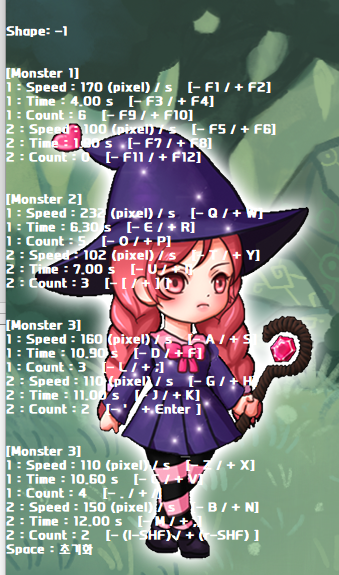 Shape: -1
[Monster 1]
1 : Speed : 170 (pixel) / s [- F1 / + F2]
1 : Time : 4.00 s [- F3 / + F4]
1 : Count : 6 [- F9 / + F10]
2 : Speed : 100 (pixel) / s [- F5 / + F6]
2 : Time : s [- F7 / + F8]
2 : Count : [- F11 / + F12]
[Monster 2]
1 : Speed : 232 (pixel) / s [- Q / + W]
1 : Time : 6.30 s [- E / + R]
1 : Count : 5 [- O / + P]
2 : Speed : 102 (pixel) / s [- T / + Y]
2 : Time : 7.00 s [- U /
2 : Count : 3 [- [ / + ] ]
[Monster 3]
1 : Speed : 160 (pixel) / s [- A / + S]
1 : Time : 10.90 s [- D / + F]
1 : Count : 3 [- L / + ;]
2 : Speed : 110 (pixel) / s [- G / + H]
2 : Time : 11.00 s [- J / + K]
2 : Count : 2 [- ' / + Enter ]
[Monster 3]
1 : Speed : 110 (pixel) / s [- Z / + X]
1 : Time : 10.60 s [- C / + V]
1 : Count : 4 [- . / + /]
2 : Speed : 150 (pixel) / s [- B / + N]
2 : Time : 12.00 s [- M / + ,]
2 : Count : 2 [- (l-SHF) / + (r-SHF) ]
Space : 초기화